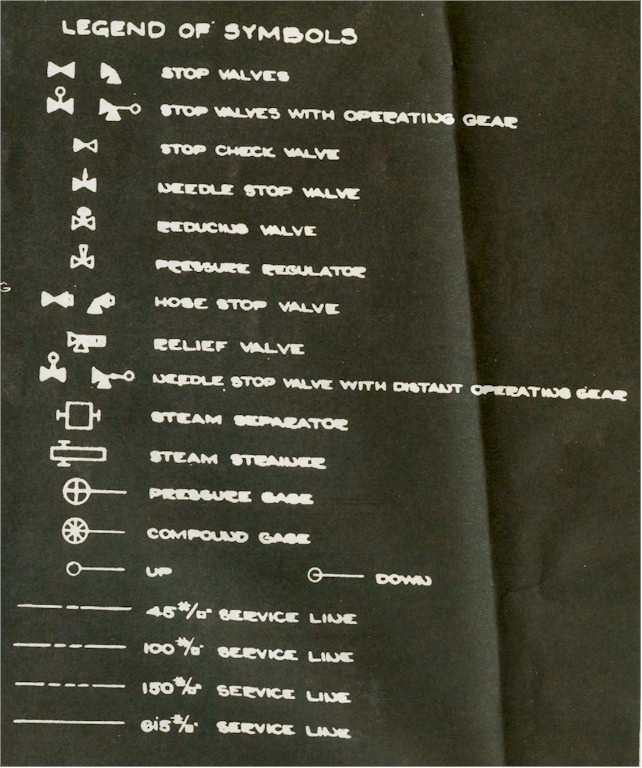 LEGEND OF SYMBOLS
STOP VALVES
STOP VALVES WITH OPERATING GEAR
STOP CHECK VALVE
NEEDLE STOP VALVE
REDUCING VALVE
PRESSURE REGULATOR
G
HOSE STOP VALVE
RELIEF VALVE
NEEDLE STOP VALVE WITH DISTANT OPERATING GEAR
STEAM SEPARATOR
STEAM STRAINER
PRESSURE GAGE
COMPOUND GAGE
UP DOWN
45#/□" SERVICE LINE
100#/□" SERVICE LINE
150#/□" SERVICE LINE
615#/□" SERVICE LINE